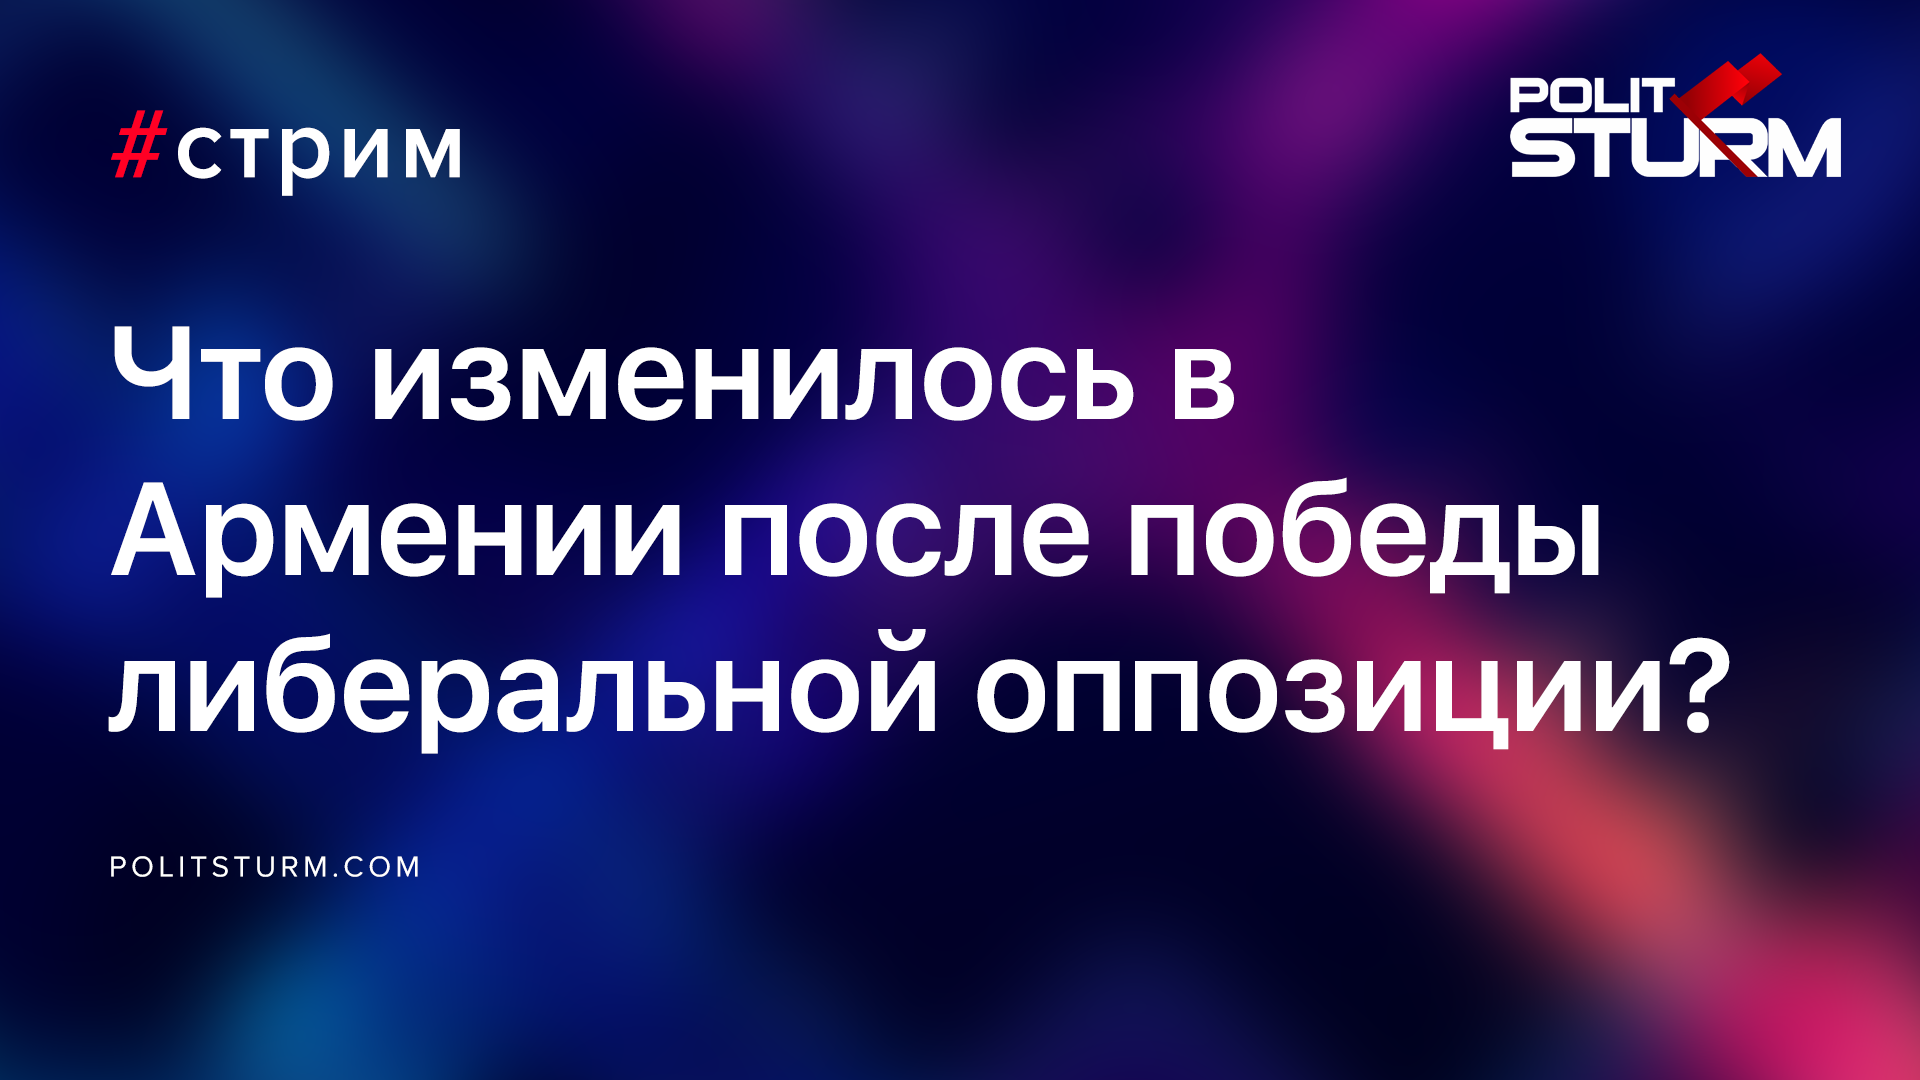 #стрим
POLIT
STURM
Что изменилось в
Армении после победы
либеральной оппозиции?
POLITSTURM.COM